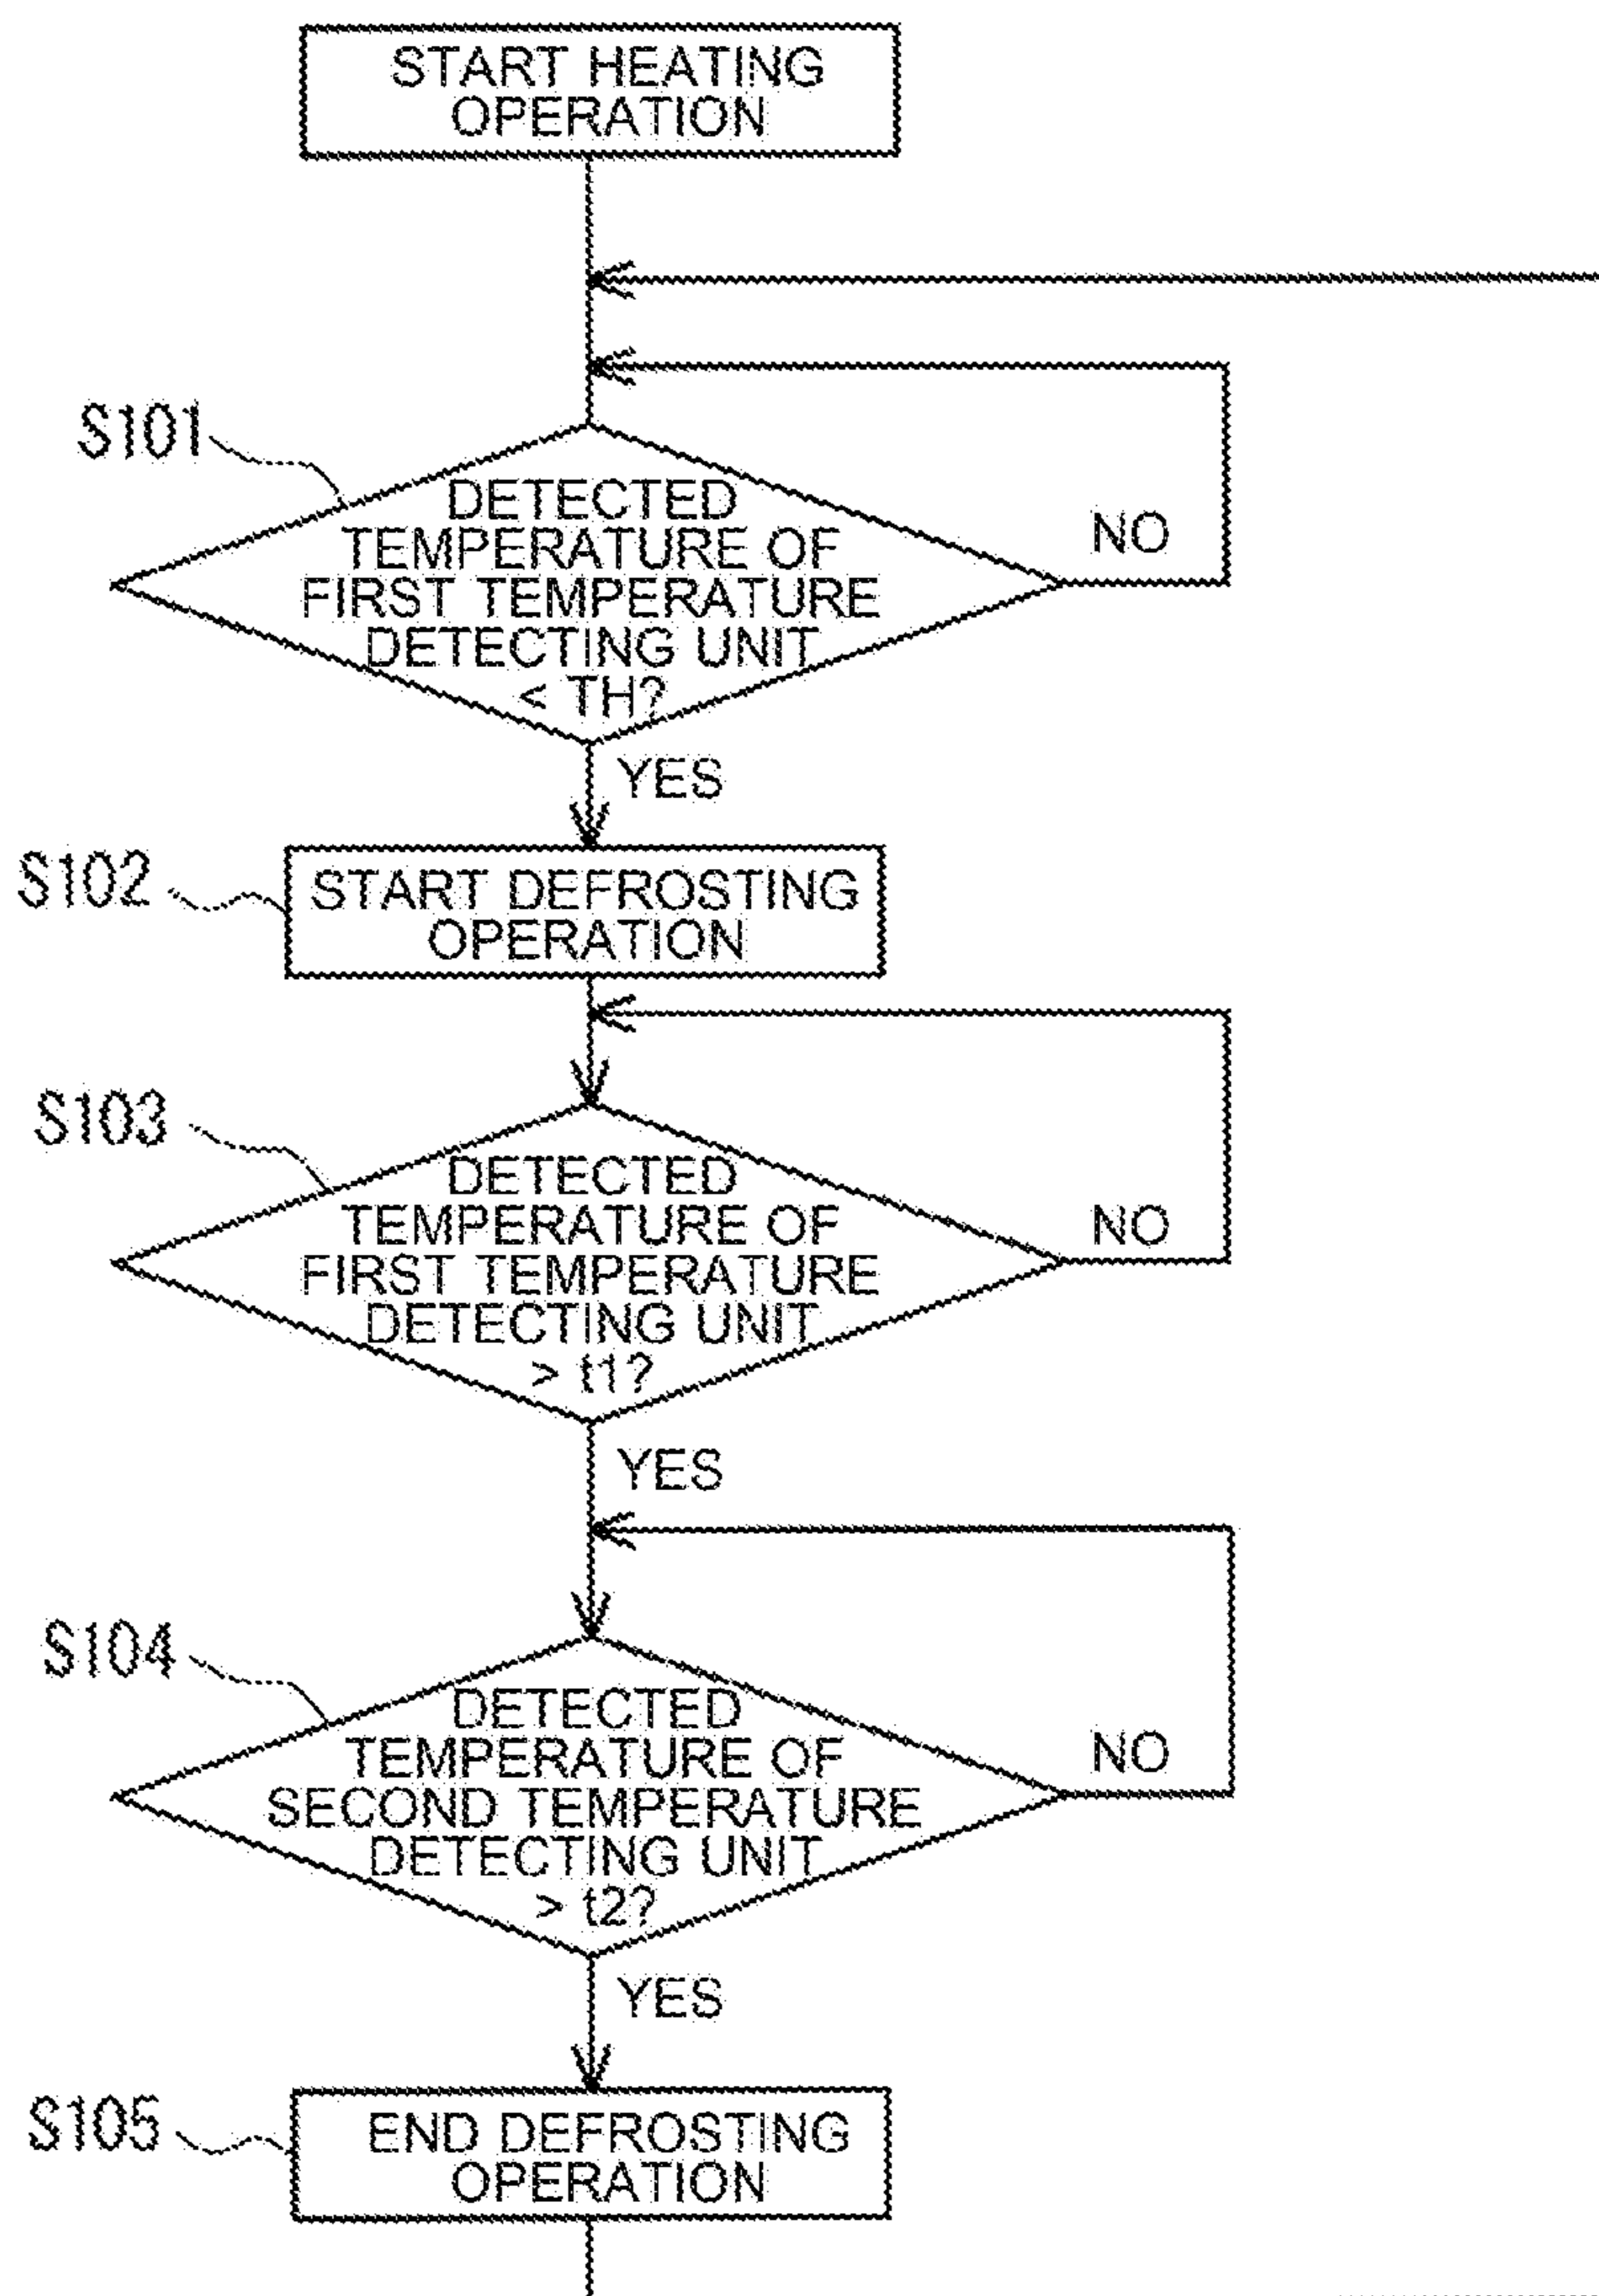 START HEATING
OPERATION
S101
DETECTED
TEMPERATURE OF
FIRST TEMPERATURE
DETECTING UNIT
< TH?
NO
YES
S102
START DEFROSTING
OPERATION
S103
DETECTED
TEMPERATURE OF
FIRST TEMPERATURE
DETECTING UNIT
> t1?
NO
YES
S104
DETECTED
TEMPERATURE OF
SECOND TEMPERATURE
DETECTING UNIT
> t2?
NO
YES
S105
END DEFROSTING
OPERATION